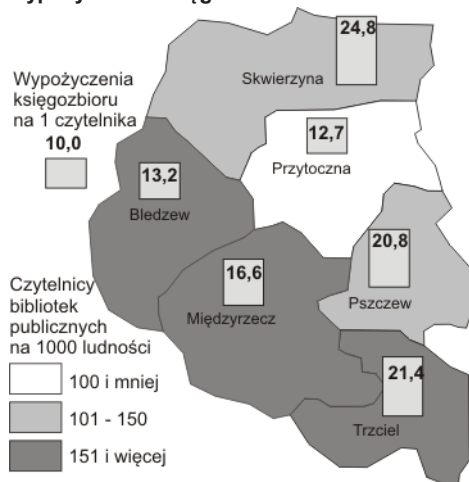 24,8
Skwierzyna
Wypożyczenia
księgozbioru
na 1 czytelnika
10,0
12,7
Przytoczna
13,2
Bledzew
20,8
Pszczew
16,6
Międzyrzecz
21,4
Trzciel
Czytelnicy
bibliotek
publicznych
na 1000 ludności
100 i mniej
101 - 150
151 i więcej